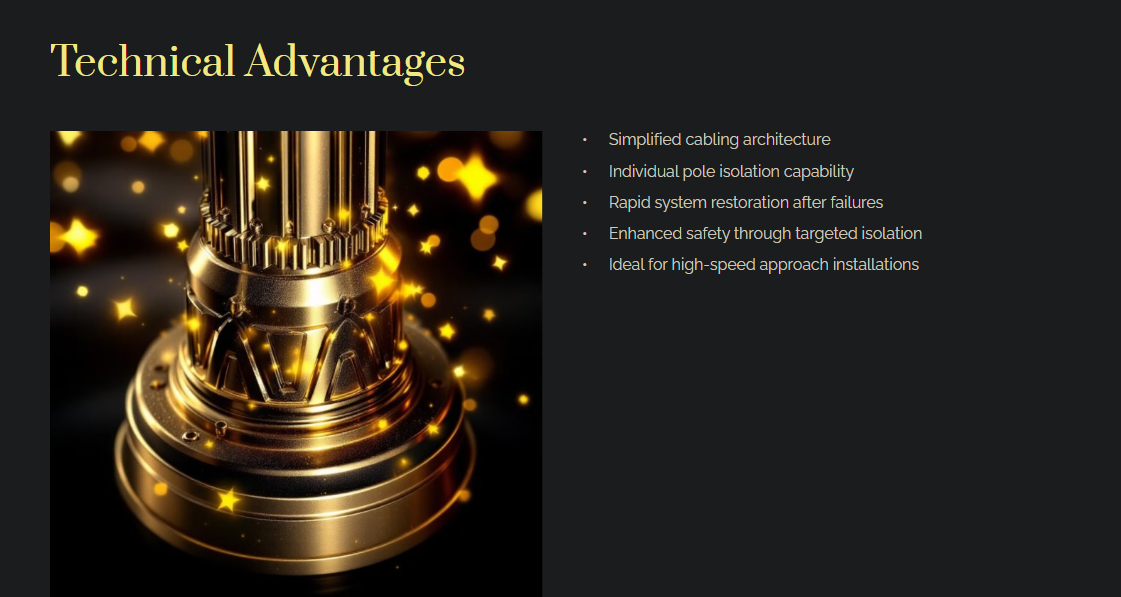 Technical Advantages
• Simplified cabling architecture
• Individual pole isolation capability
• Rapid system restoration after failures
• Enhanced safety through targeted isolation
• Ideal for high-speed approach installations